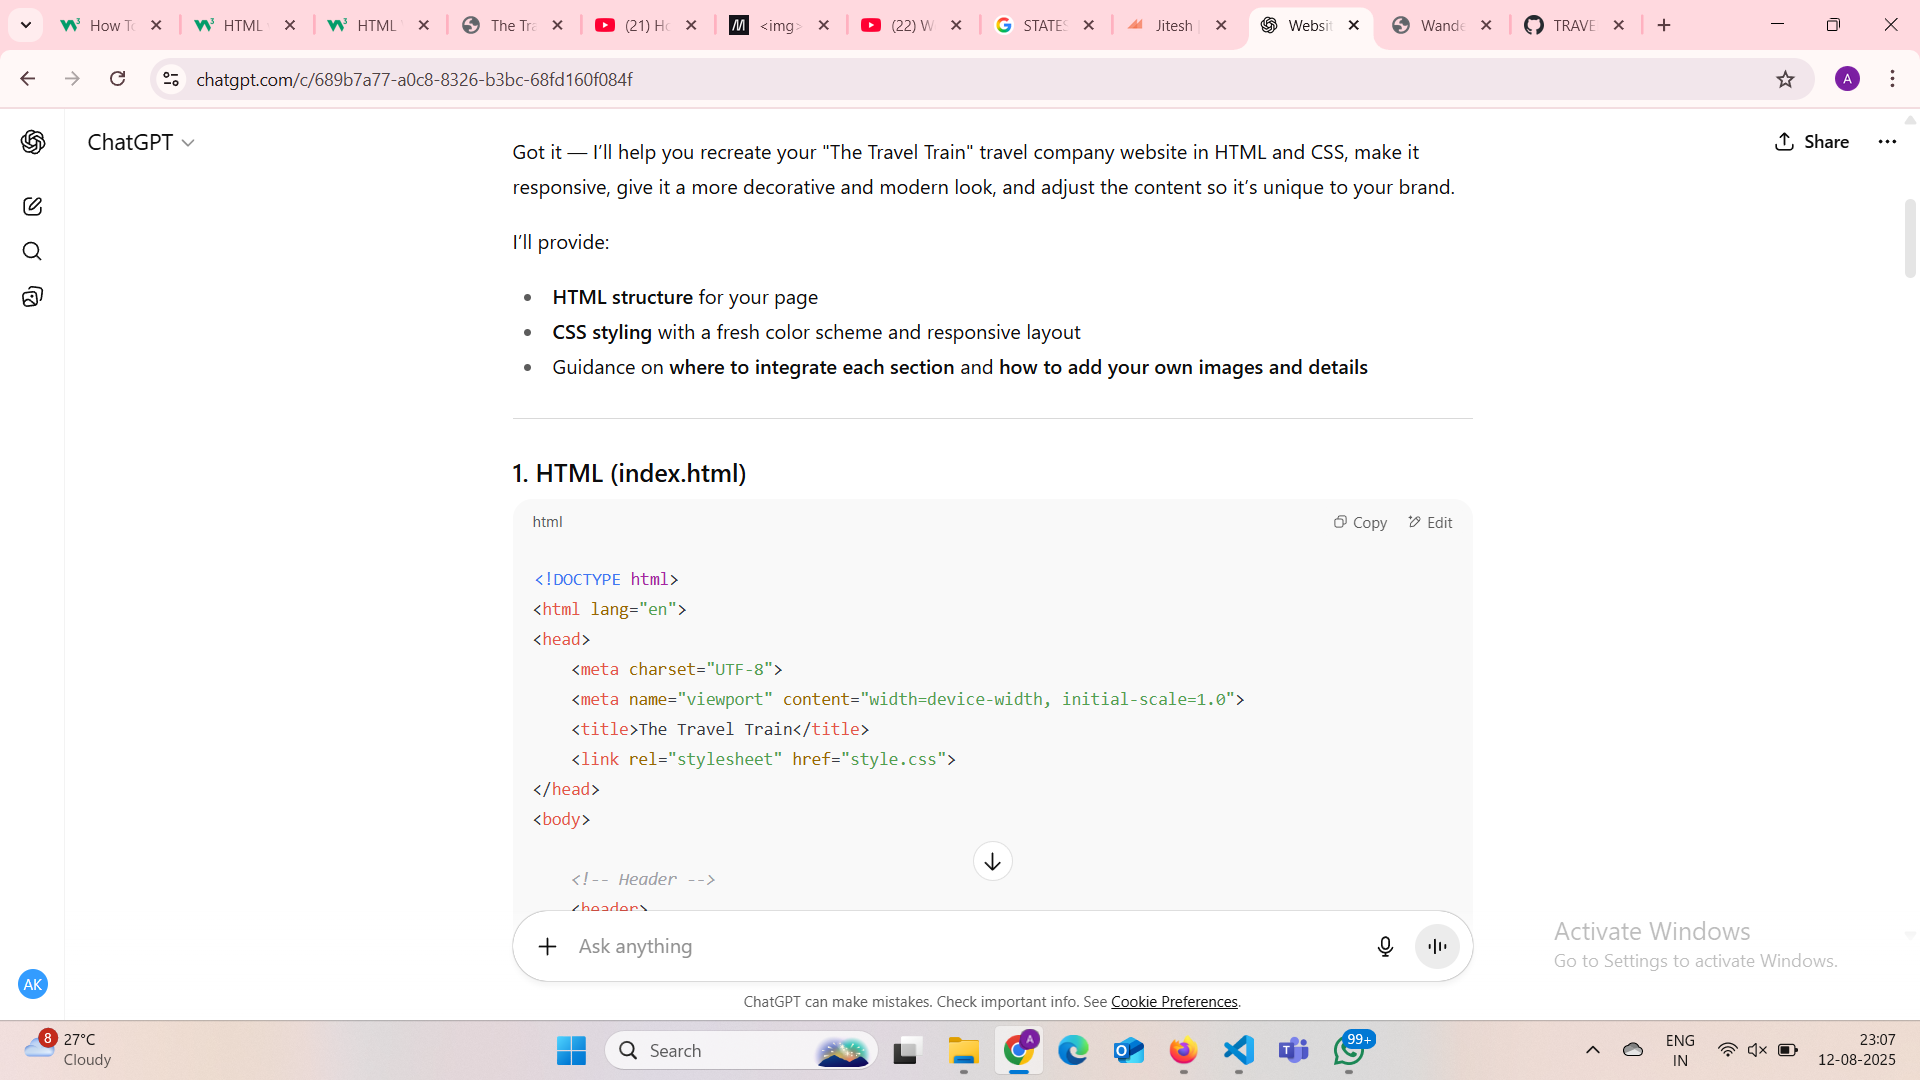 How To
HTML
HTML
The Tra
(21) Ho
<img>
(22) W
STATES
Jitesh |
Websit
Wande
TRAVE
chatgpt.com/c/689b7a77-a0c8-8326-b3bc-68fd160f084f
A
ChatGPT
Share
Got it — I’ll help you recreate your "The Travel Train" travel company website in HTML and CSS, make it
responsive, give it a more decorative and modern look, and adjust the content so it’s unique to your brand.
I’ll provide:
• HTML structure for your page
• CSS styling with a fresh color scheme and responsive layout
• Guidance on where to integrate each section and how to add your own images and details
1. HTML (index.html)
html
Copy
Edit
<!DOCTYPE html>
<html lang="en">
<head>
    <meta charset="UTF-8">
    <meta name="viewport" content="width=device-width, initial-scale=1.0">
    <title>The Travel Train</title>
    <link rel="stylesheet" href="style.css">
</head>
<body>
    <!-- Header -->
    <header>
Ask anything
Activate Windows
Go to Settings to activate Windows.
AK
ChatGPT can make mistakes. Check important info. See Cookie Preferences.
8
27°C
Cloudy
Search
A
99+
ENG
IN
23:07
12-08-2025